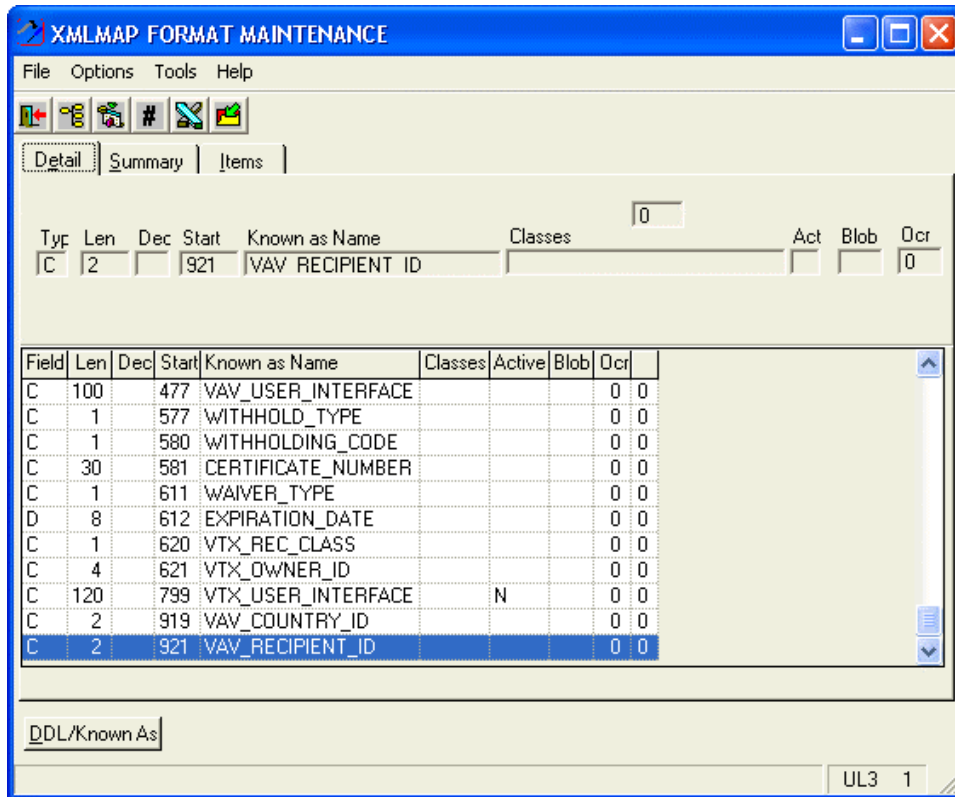 XMLMAP FORMAT MAINTENANCE
File Options Tools Help
#
Detail Summary Items
0
Typ Len Dec Start Known as Name Classes Act Blob Ocr
C 2 921 VAV_RECIPIENT_ID 0
Field Len Dec Start Known as Name Classes Active Blob Ocr
C 100 477 VAV_USER_INTERFACE 0 0
C 1 577 WITHHOLD_TYPE 0 0
C 1 580 WITHHOLDING_CODE 0 0
C 30 581 CERTIFICATE_NUMBER 0 0
C 1 611 WAIVER_TYPE 0 0
D 8 612 EXPIRATION_DATE 0 0
C 1 620 VTX_REC_CLASS 0 0
C 4 621 VTX_OWNER_ID 0 0
C 120 799 VTX_USER_INTERFACE N 0 0
C 2 919 VAV_COUNTRY_ID 0 0
C 2 921 VAV_RECIPIENT_ID 0 0
DDL/Known As
UL3 1